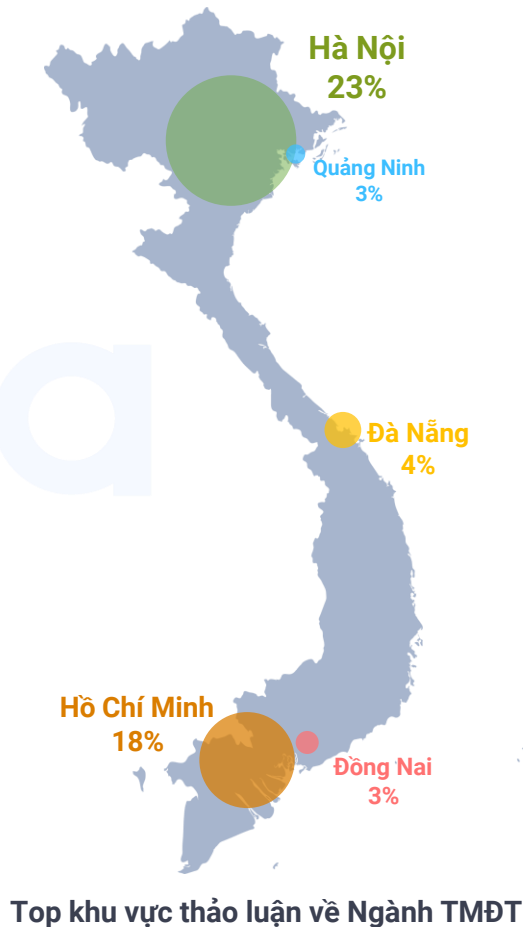 Hà Nội
23%
Quảng Ninh
3%
Đà Nẵng
4%
Hồ Chí Minh
18%
Đồng Nai
3%
Top khu vực thảo luận về Ngành TMĐT